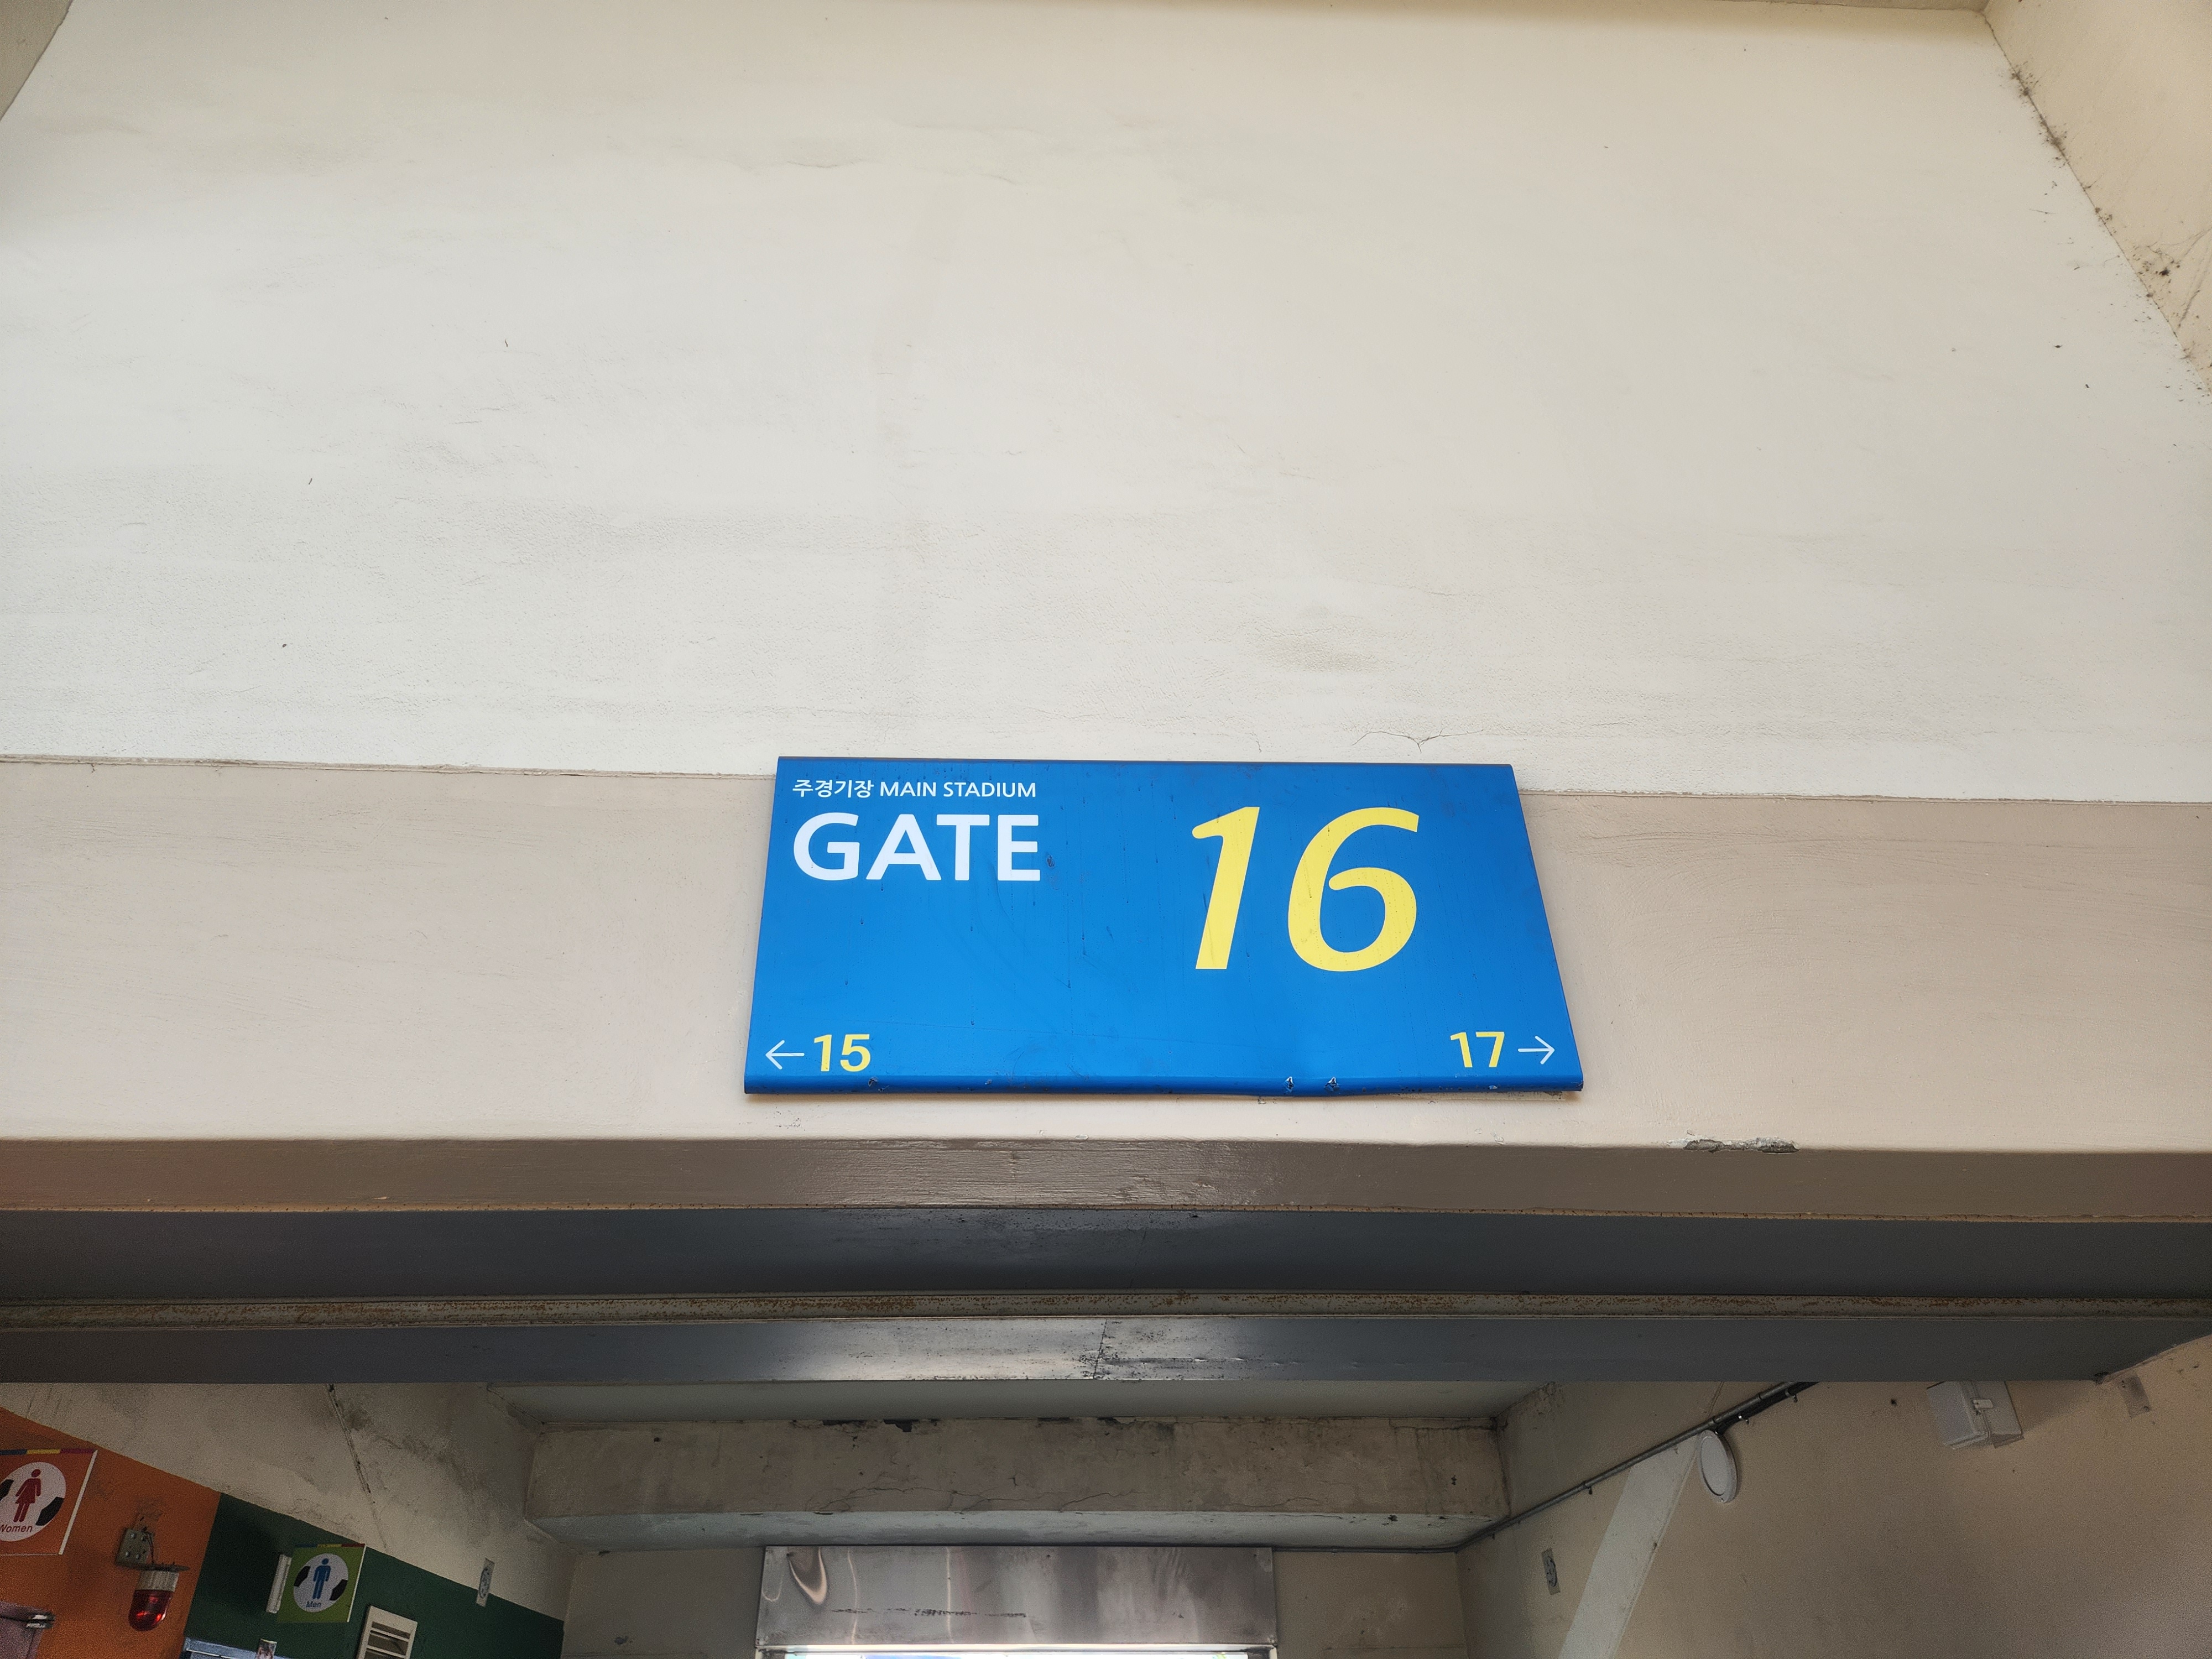 주경기장 MAIN STADIUM
GATE
16
←15
17→
Women
Men